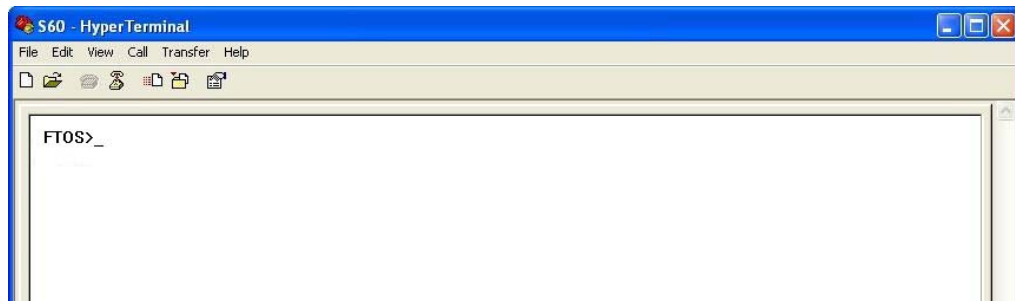 S60 - HyperTerminal
File Edit View Call Transfer Help
FTOS>_